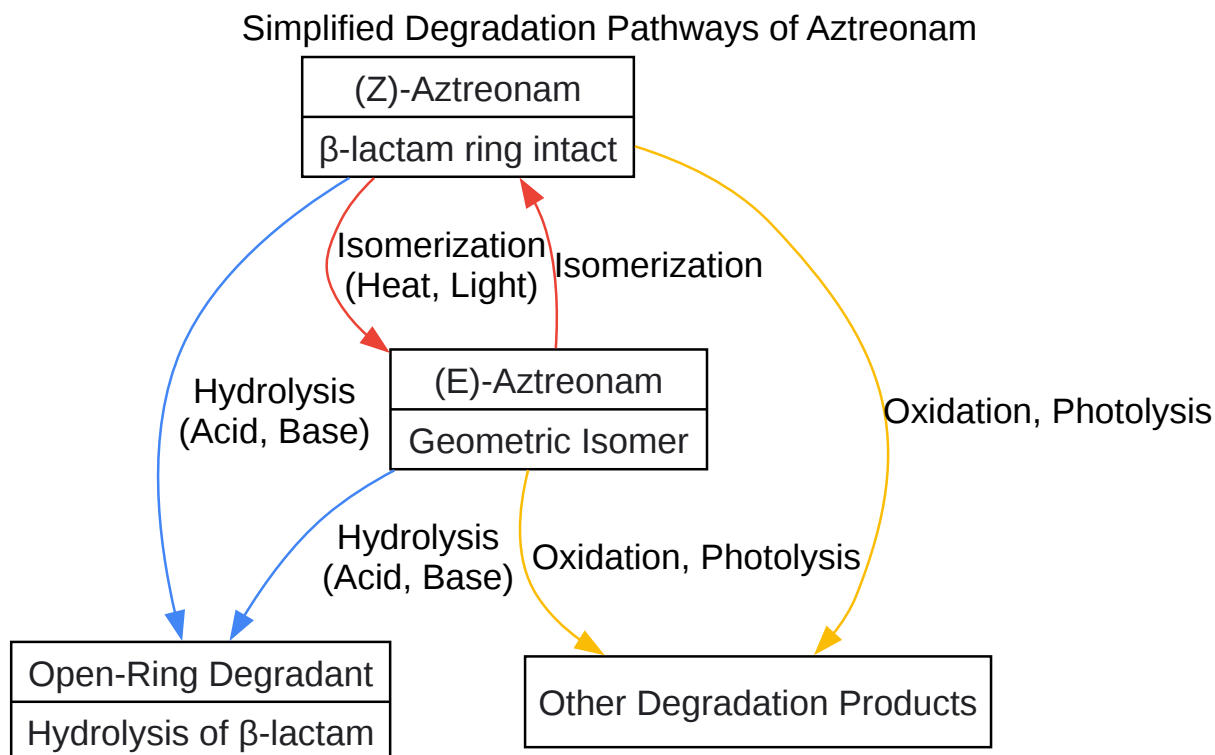 Simplified Degradation Pathways of Aztreonam
(Z)-Aztreonam
β-lactam ring intact
Isomerization
(Heat, Light)
Isomerization
Hydrolysis
(Acid, Base)
(E)-Aztreonam
Geometric Isomer
Oxidation, Photolysis
Hydrolysis
(Acid, Base)
Oxidation, Photolysis
Open-Ring Degradant
Hydrolysis of β-lactam
Other Degradation Products